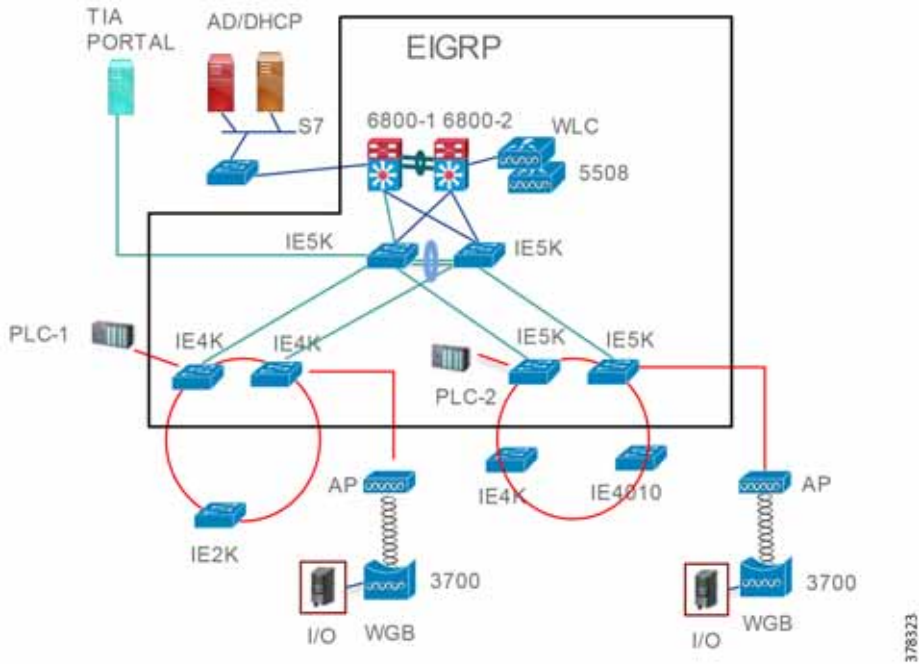 TIA
PORTAL
AD/DHCP
EIGRP
S7
6800-1 6800-2
WLC
5508
IE5K
IE5K
PLC-1
IE4K
IE4K
IE5K
IE5K
PLC-2
AP
IE4K
IE4010
AP
IE2K
3700
3700
I/O
WGB
I/O
WGB
378323